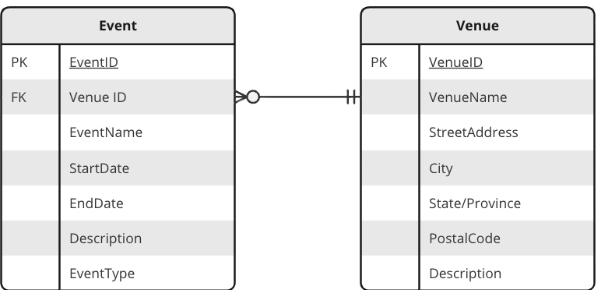 Event
PK EventID
FK Venue ID
EventName
StartDate
EndDate
Description
EventType
Venue
PK VenueID
VenueName
StreetAddress
City
State/Province
PostalCode
Description